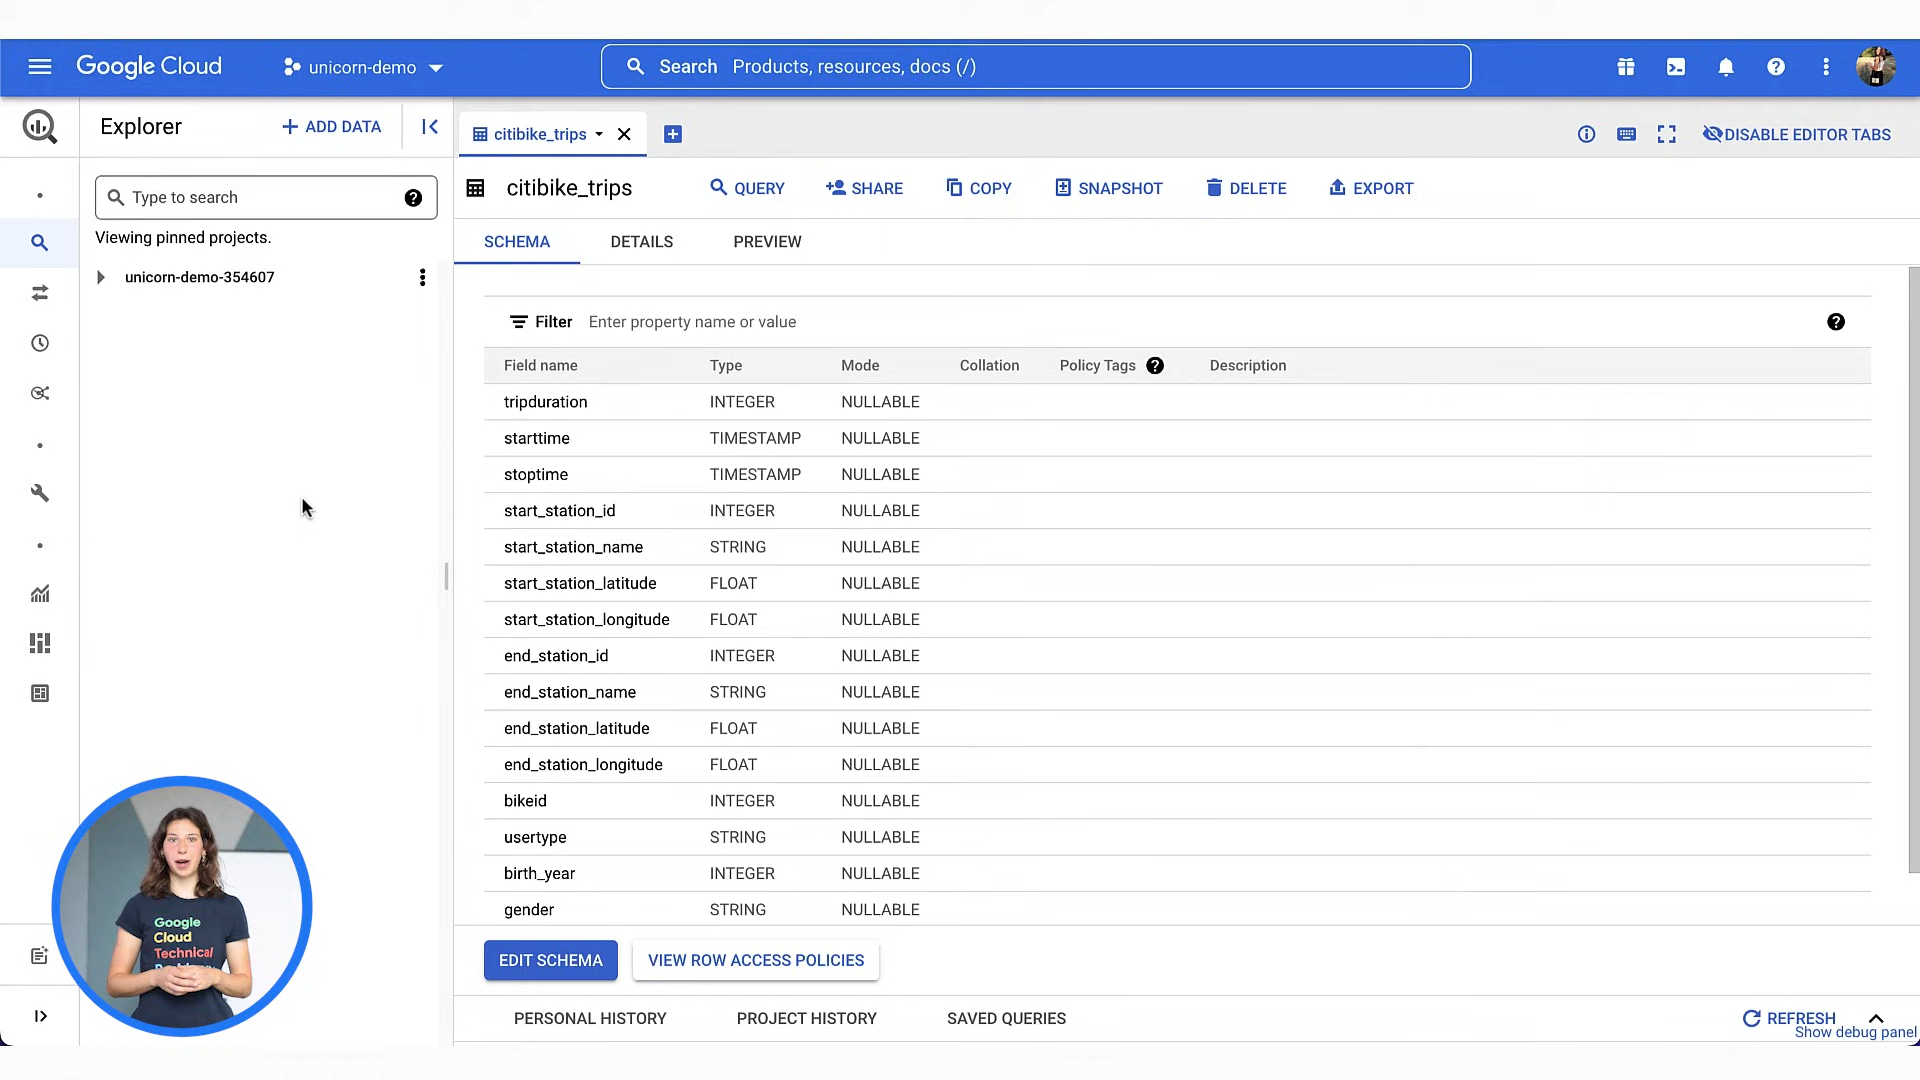 Google Cloud
unicorn-demo
Search Products, resources, docs (/)
Explorer
ADD DATA
citibike_trips
DISABLE EDITOR TABS
Type to search
Viewing pinned projects.
unicorn-demo-354607
citibike_trips
QUERY
SHARE
COPY
SNAPSHOT
DELETE
EXPORT
SCHEMA
DETAILS
PREVIEW
Filter Enter property name or value
Field name Type Mode Collation Policy Tags Description
tripduration INTEGER NULLABLE
starttime TIMESTAMP NULLABLE
stoptime TIMESTAMP NULLABLE
start_station_id INTEGER NULLABLE
start_station_name STRING NULLABLE
start_station_latitude FLOAT NULLABLE
start_station_longitude FLOAT NULLABLE
end_station_id INTEGER NULLABLE
end_station_name STRING NULLABLE
end_station_latitude FLOAT NULLABLE
end_station_longitude FLOAT NULLABLE
bikeid INTEGER NULLABLE
usertype STRING NULLABLE
birth_year INTEGER NULLABLE
gender STRING NULLABLE
Google
Cloud
Technical
EDIT SCHEMA
VIEW ROW ACCESS POLICIES
PERSONAL HISTORY
PROJECT HISTORY
SAVED QUERIES
REFRESH
Show debug panel